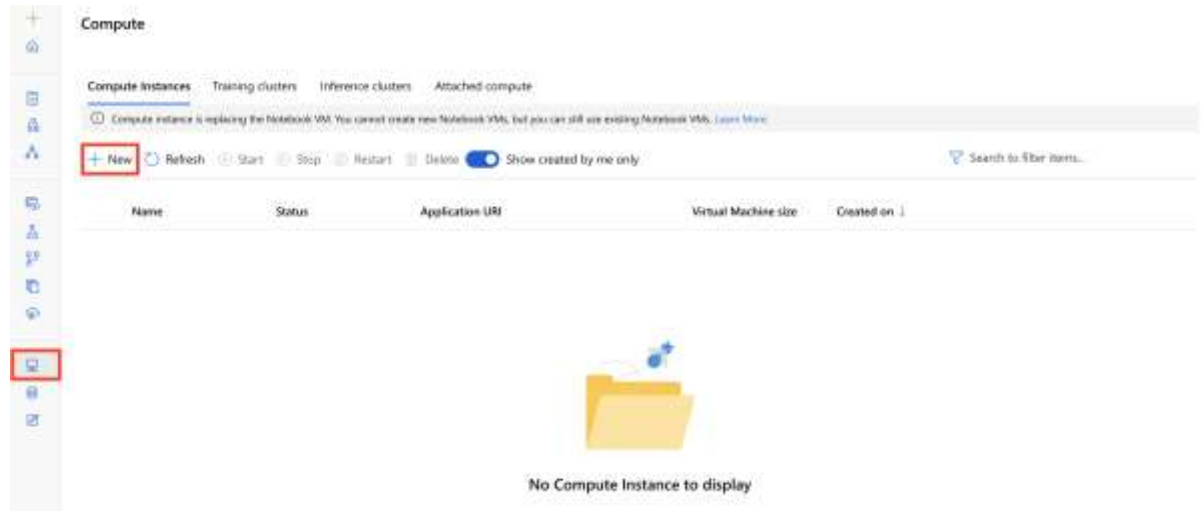 Compute
Compute Instances Training clusters Inference clusters Attached compute
Compute instance is replacing the Notebook VM. You cannot create new Notebook VMs, but you can still use existing Notebook VMs. Learn More
New Refresh Start Stop Restart Delete Show created by me only Search to filter items...
Name Status Application URI Virtual Machine size Created on ↓
No Compute Instance to display